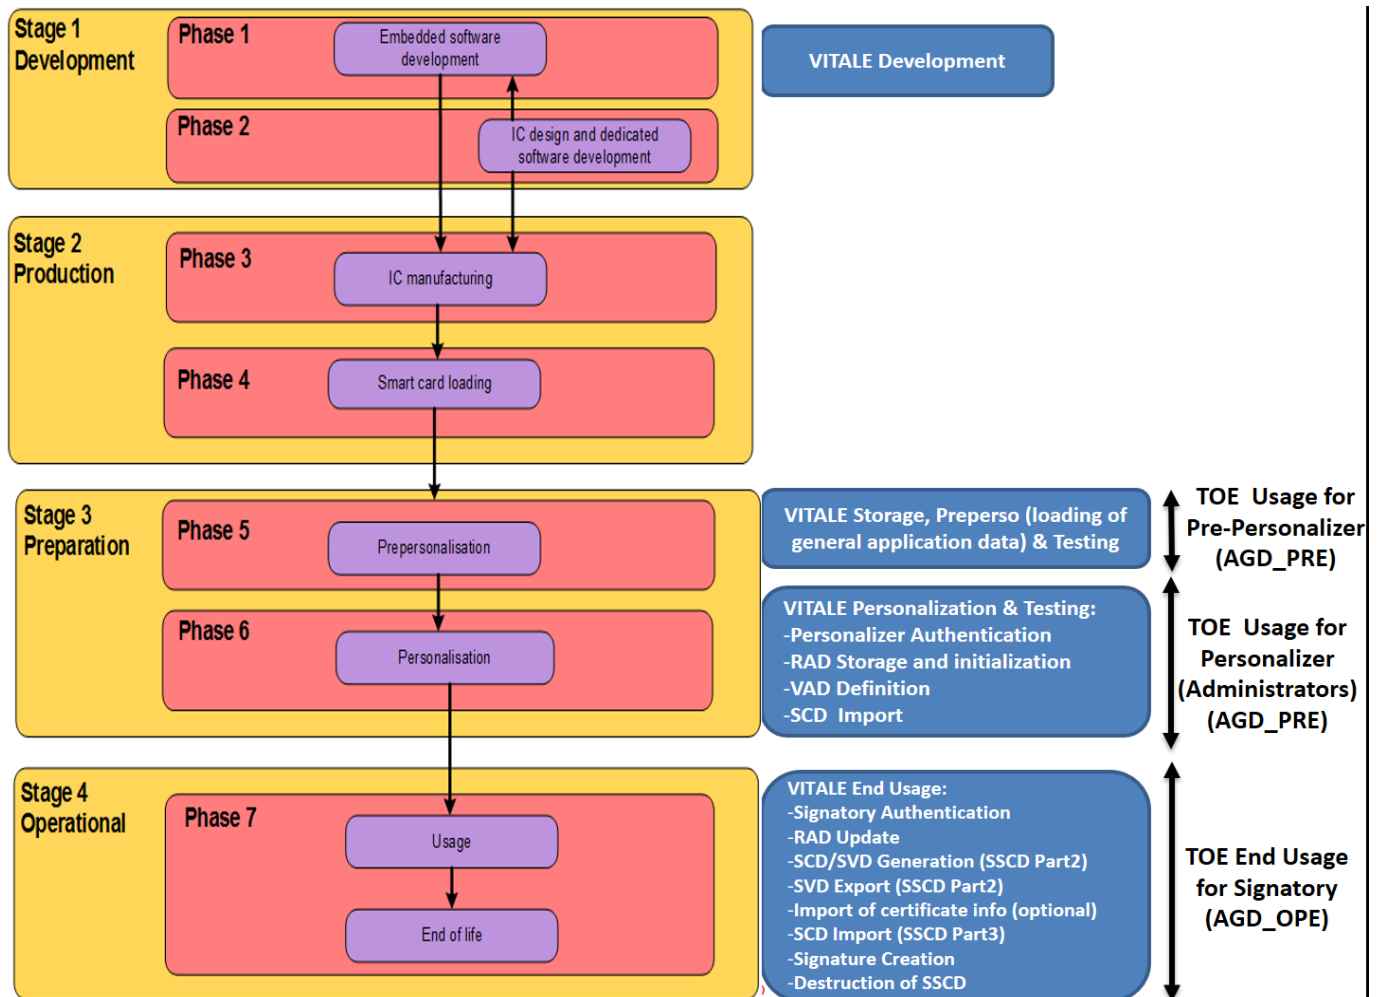 Stage 1
Development
Phase 1
Embedded software
development
VITALE Development
Phase 2
IC design and dedicated
software development
Stage 2
Production
Phase 3
IC manufacturing
Phase 4
Smart card loading
Stage 3
Preparation
Phase 5
Prepersonalisation
VITALE Storage, Preperso (loading of
general application data) & Testing
TOE Usage for
Pre-Personalizer
(AGD_PRE)
Phase 6
Personalisation
VITALE Personalization & Testing:
-Personalizer Authentication
-RAD Storage and initialization
-VAD Definition
-SCD Import
TOE Usage for
Personalizer
(Administrators)
(AGD_PRE)
Stage 4
Operational
Phase 7
Usage
End of life
VITALE End Usage:
-Signatory Authentication
-RAD Update
-SCD/SVD Generation (SSCD Part2)
-SVD Export (SSCD Part2)
-Import of certificate info (optional)
-SCD Import (SSCD Part3)
-Signature Creation
-Destruction of SSCD
TOE End Usage
for Signatory
(AGD_OPE)